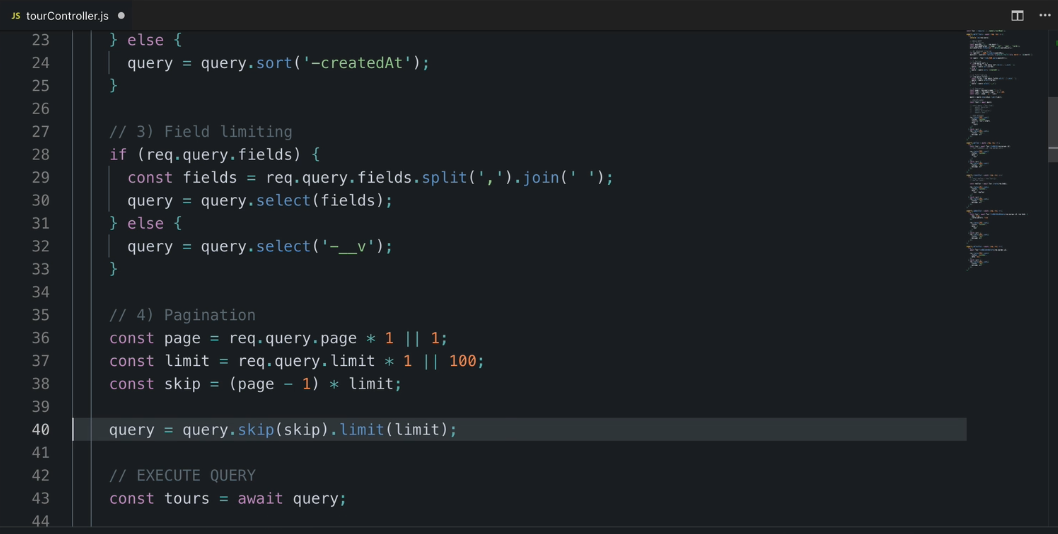 JS tourController.js
23 } else {
24 query = query.sort('-createdAt');
25 }
26
27 // 3) Field limiting
28 if (req.query.fields) {
29 const fields = req.query.fields.split(',').join(' ');
30 query = query.select(fields);
31 } else {
32 query = query.select('-__v');
33 }
34
35 // 4) Pagination
36 const page = req.query.page * 1 || 1;
37 const limit = req.query.limit * 1 || 100;
38 const skip = (page - 1) * limit;
39
40 query = query.skip(skip).limit(limit);
41
42 // EXECUTE QUERY
43 const tours = await query;
44